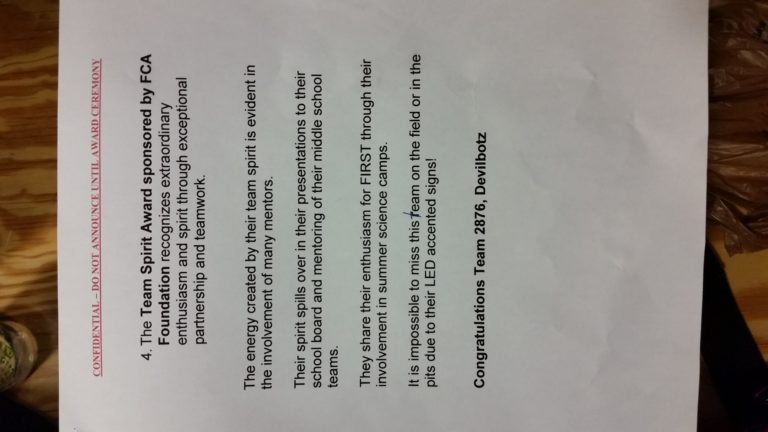 CONFIDENTIAL – DO NOT ANNOUNCE UNTIL AWARD CEREMONY
4. The Team Spirit Award sponsored by FCA
Foundation recognizes extraordinary
enthusiasm and spirit through exceptional
partnership and teamwork.
The energy created by their team spirit is evident in
the involvement of many mentors.
Their spirit spills over in their presentations to their
school board and mentoring of their middle school
teams.
They share their enthusiasm for FIRST through their
involvement in summer science camps.
It is impossible to miss this team on the field or in the
pits due to their LED accented signs!
Congratulations Team 2876, Devilbotz